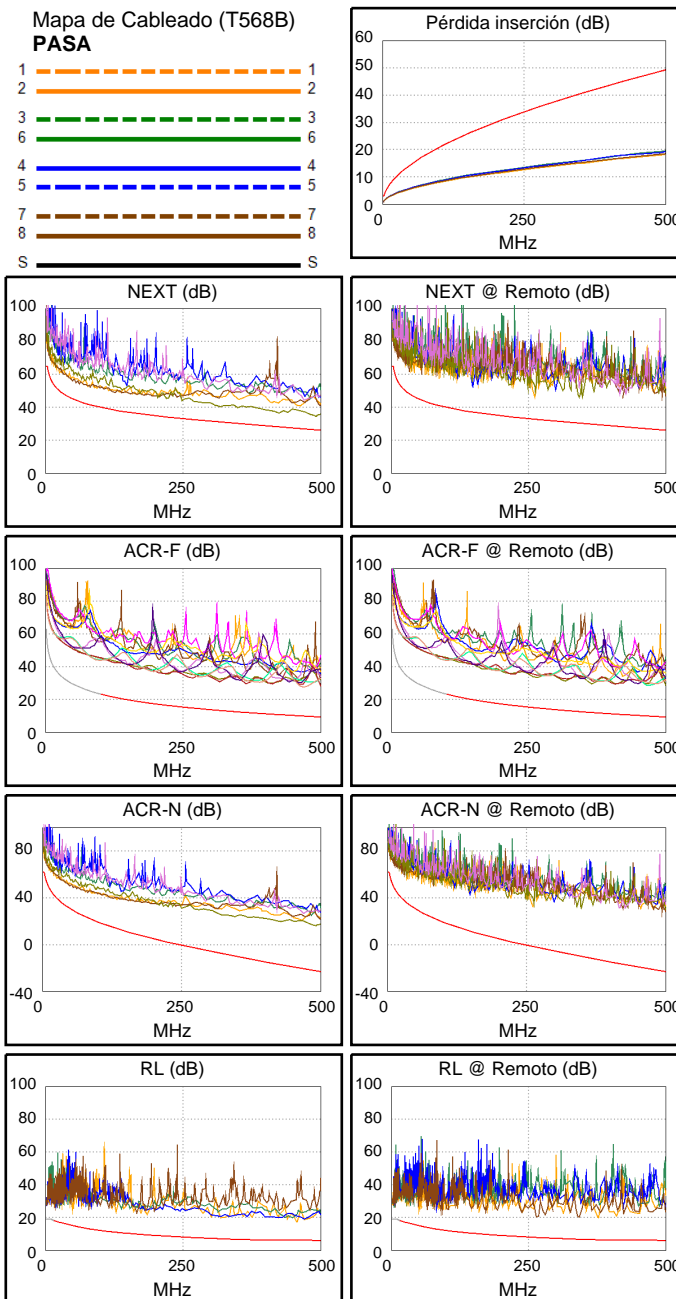 Mapa de Cableado (T568B)
PASA
1 1
2 2
3 3
6 6
4 4
5 5
7 7
8 8
S S
Pérdida inserción (dB)
60
50
40
30
20
10
0
0 250 500
MHz
NEXT (dB)
100
80
60
40
20
0
0 250 500
MHz
NEXT @ Remoto (dB)
100
80
60
40
20
0
0 250 500
MHz
ACR-F (dB)
100
80
60
40
20
0
0 250 500
MHz
ACR-F @ Remoto (dB)
100
80
60
40
20
0
0 250 500
MHz
ACR-N (dB)
80
40
0
-40
0 250 500
MHz
ACR-N @ Remoto (dB)
80
40
0
-40
0 250 500
MHz
RL (dB)
100
80
60
40
20
0
0 250 500
MHz
RL @ Remoto (dB)
100
80
60
40
20
0
0 250 500
MHz